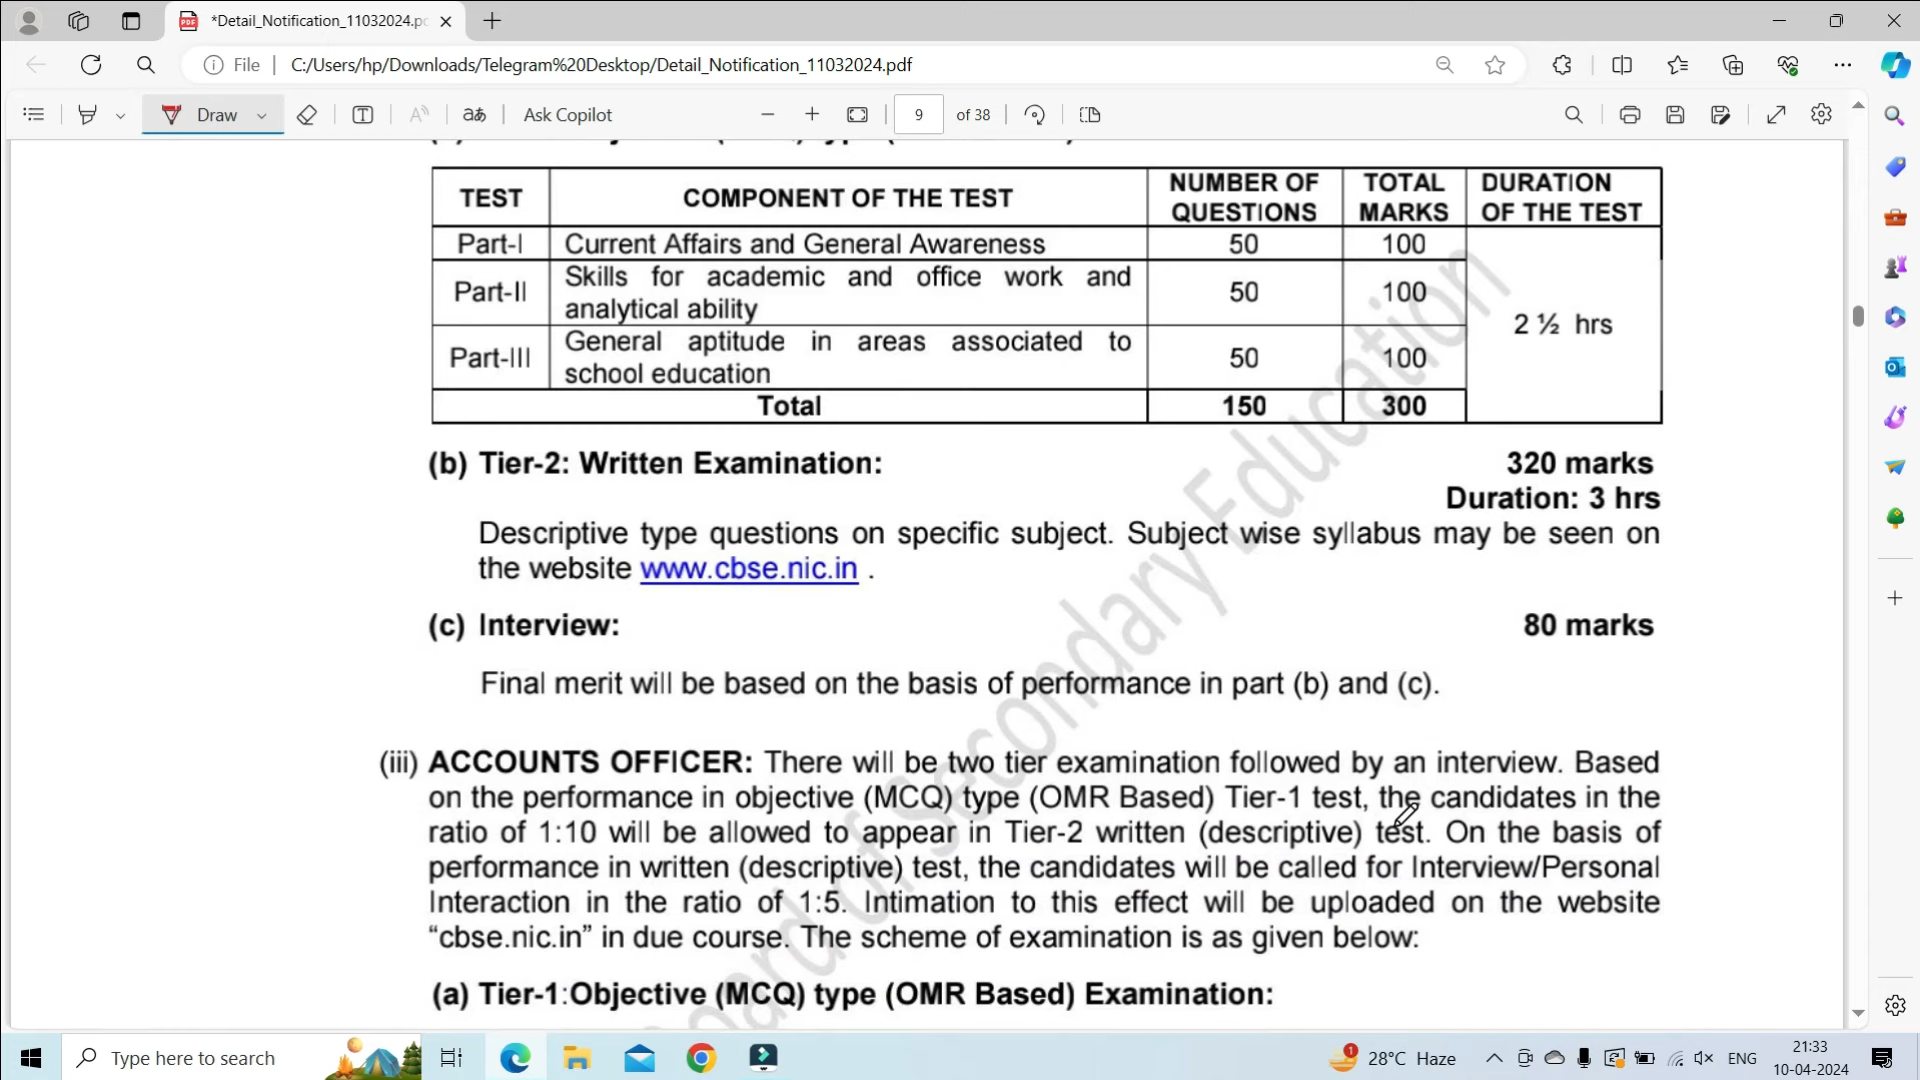 *Detail_Notification_11032024.pc
File
C:/Users/hp/Downloads/Telegram%20Desktop/Detail_Notification_11032024.pdf
Draw
Ask Copilot
9 of 38
TEST COMPONENT OF THE TEST NUMBER OF QUESTIONS TOTAL MARKS DURATION OF THE TEST
Part-I Current Affairs and General Awareness 50 100
Part-II Skills for academic and office work and analytical ability 50 100
2 ½ hrs
Part-III General aptitude in areas associated to school education 50 100
Total 150 300
(b) Tier-2: Written Examination: 320 marks
Duration: 3 hrs
Descriptive type questions on specific subject. Subject wise syllabus may be seen on
the website www.cbse.nic.in .
(c) Interview: 80 marks
Final merit will be based on the basis of performance in part (b) and (c).
(iii) ACCOUNTS OFFICER: There will be two tier examination followed by an interview. Based
on the performance in objective (MCQ) type (OMR Based) Tier-1 test, the candidates in the
ratio of 1:10 will be allowed to appear in Tier-2 written (descriptive) test. On the basis of
performance in written (descriptive) test, the candidates will be called for Interview/Personal
Interaction in the ratio of 1:5. Intimation to this effect will be uploaded on the website
“cbse.nic.in” in due course. The scheme of examination is as given below:
(a) Tier-1:Objective (MCQ) type (OMR Based) Examination:
oard of Secondary Education
Type here to search
1
28°C Haze
ENG
21:33
10-04-2024